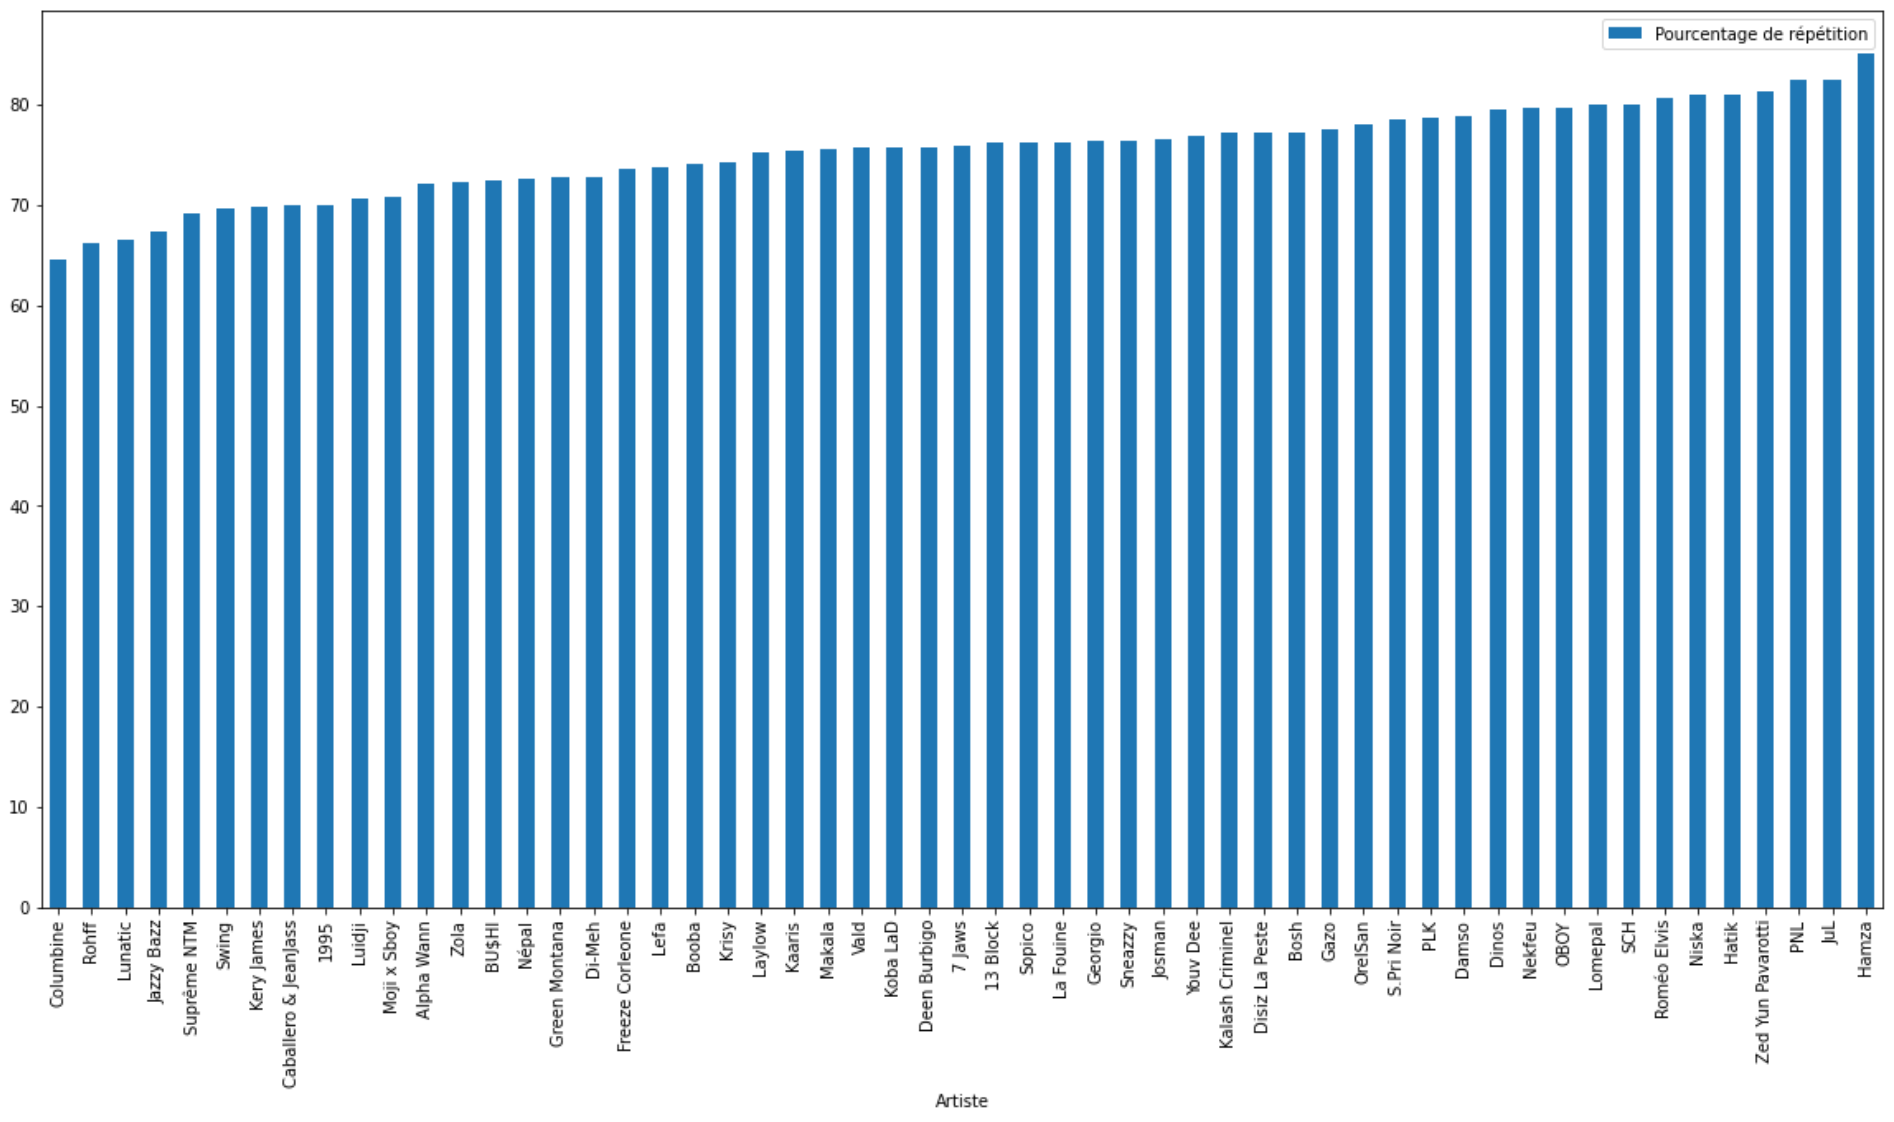 Pourcentage de répétition
80
70
60
50
40
30
20
10
0
Columbine
Rohff
Lunatic
Jazzy Bazz
Suprême NTM
Swing
Kery James
Caballero & JeanJass
1995
Luidji
Moji x Sboy
Alpha Wann
Zola
BU$HI
Népal
Green Montana
Di-Meh
Freeze Corleone
Lefa
Booba
Krisy
Laylow
Kaaris
Makala
Vald
Koba LaD
Deen Burbigo
7 Jaws
13 Block
Sopico
La Fouine
Georgio
Sneazzy
Josman
Youv Dee
Kalash Criminel
Disiz La Peste
Bosh
Gazo
OrelSan
S.Pri Noir
PLK
Damso
Dinos
Nekfeu
OBOY
Lomepal
SCH
Roméo Elvis
Niska
Hatik
Zed Yun Pavarotti
PNL
JuL
Hamza
Artiste